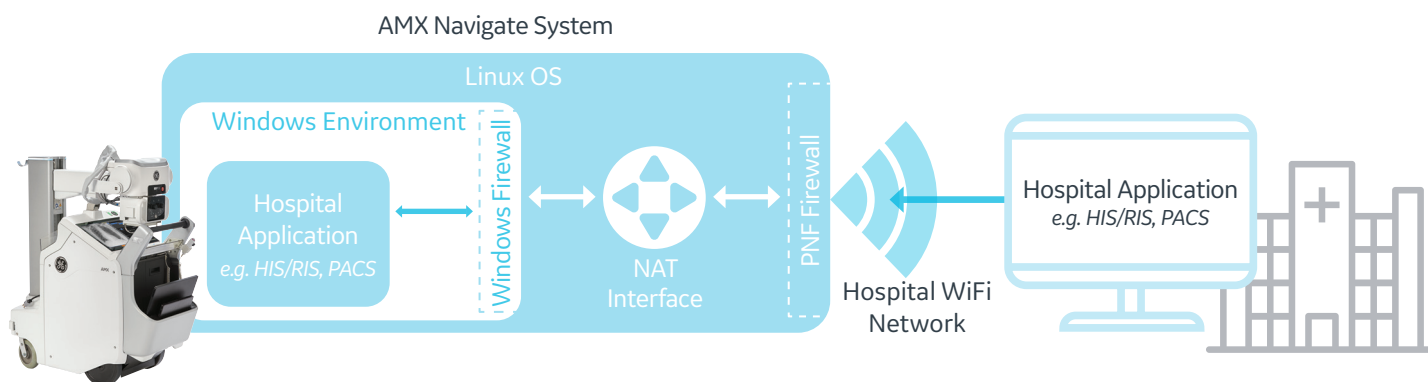 AMX Navigate System
Linux OS
Windows Environment
Hospital
Application
e.g. HIS/RIS, PACS
Windows Firewall
NAT
Interface
PNF Firewall
Hospital WiFi
Network
Hospital Application
e.g. HIS/RIS, PACS